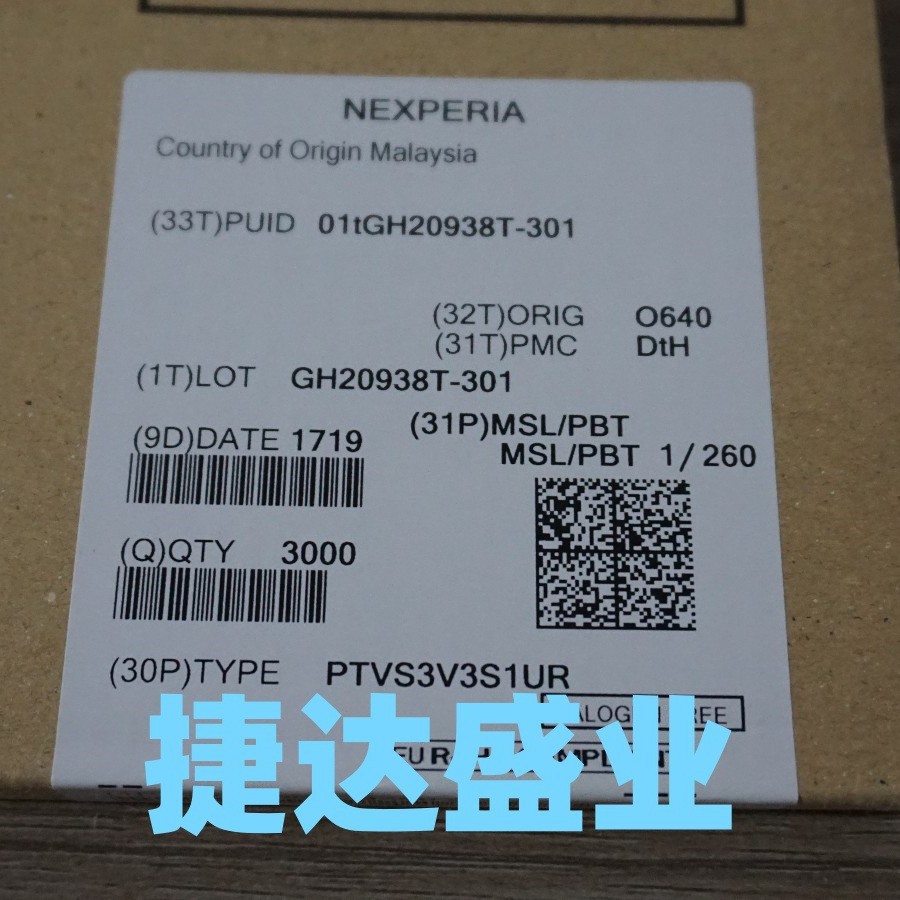 NEXPERIA
Country of Origin Malaysia
(33T)PUID 01tGH20938T-301
(32T)ORIG O640
(31T)PMC DtH
(1T)LOT GH20938T-301
(31P)MSL/PBT
(9D)DATE 1719
MSL/PBT 1/260
(Q)QTY 3000
(30P)TYPE PTVS3V3S1UR
捷达盛业